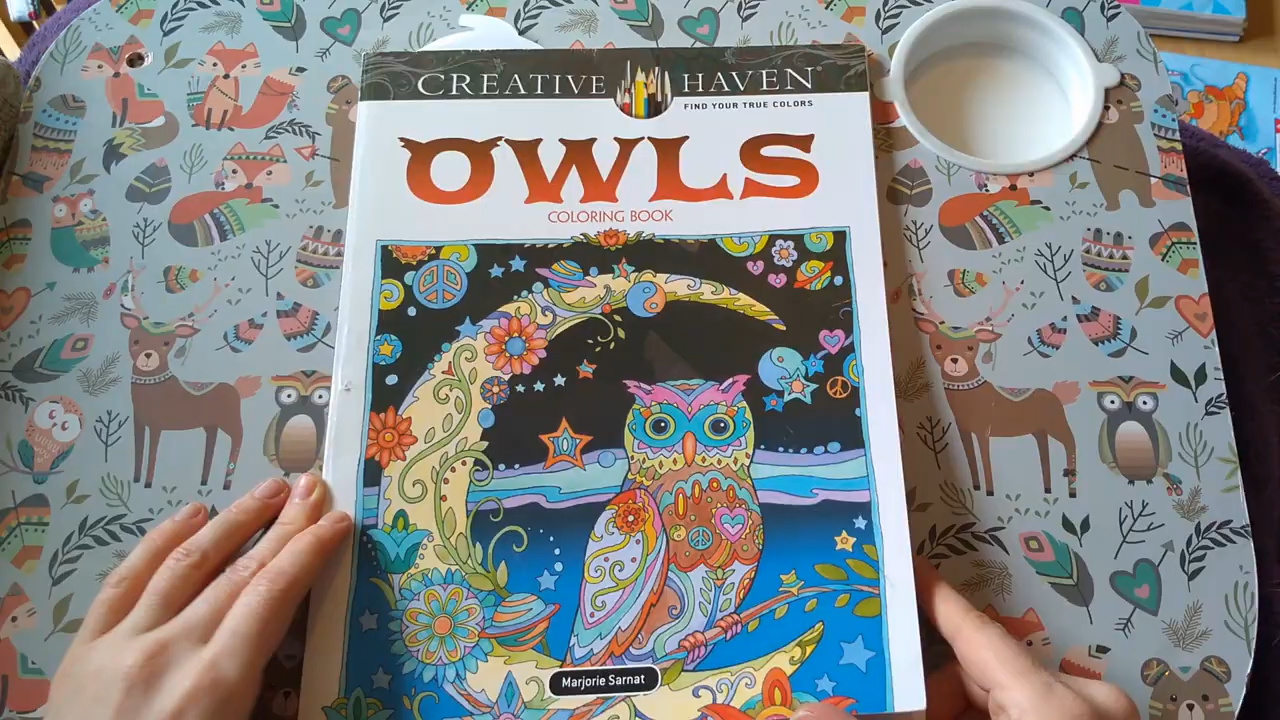 CREATIVE HAVEN®
FIND YOUR TRUE COLORS
OWLS
COLORING BOOK
Marjorie Sarnat